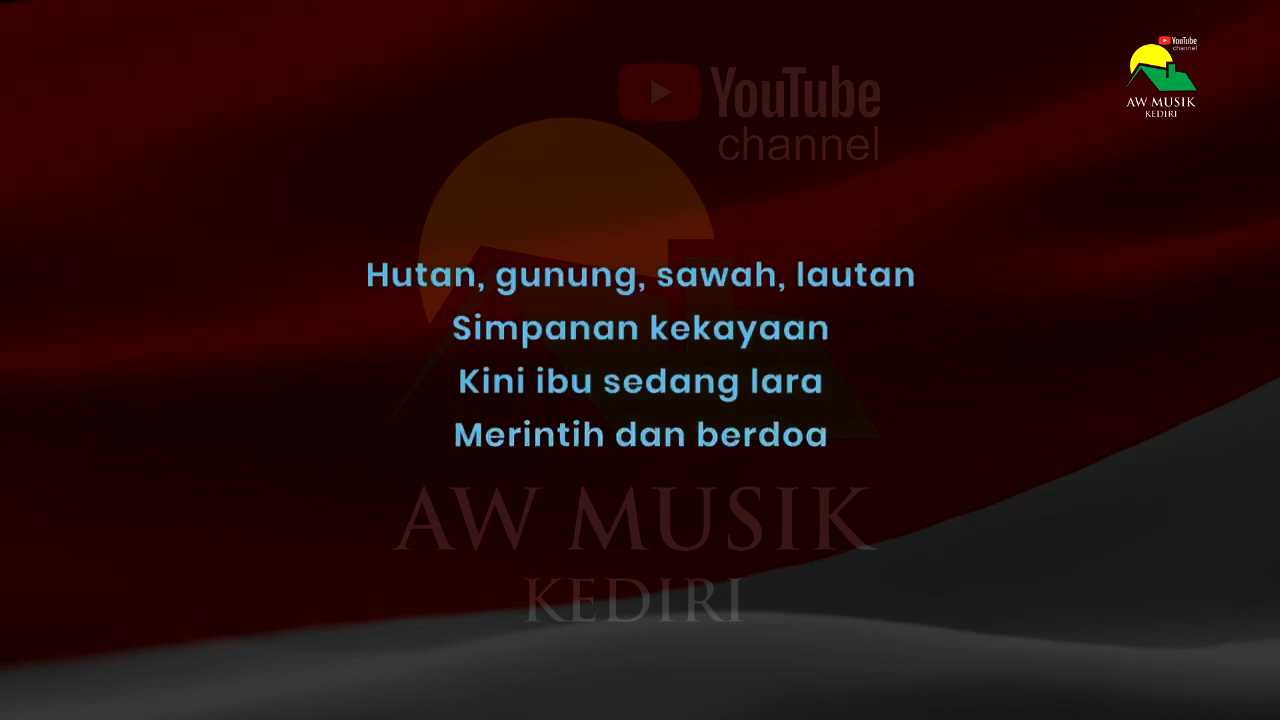 YouTube
channel
AW MUSIK
KEDIRI
YouTube
channel
Hutan, gunung, sawah, lautan
Simpanan kekayaan
Kini ibu sedang lara
Merintih dan berdoa
AW MUSIK
KEDIRI